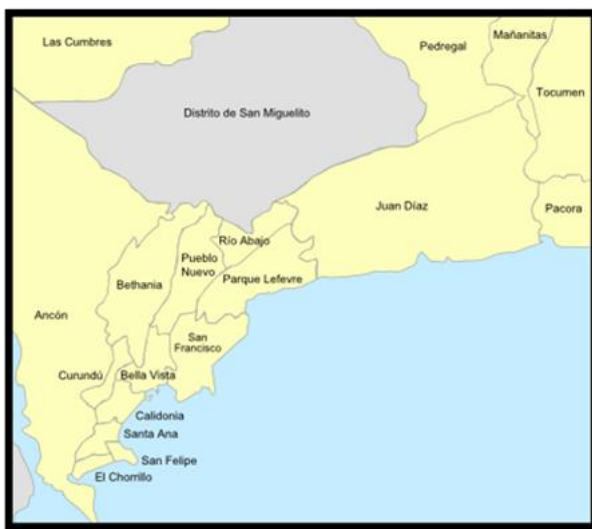 Las Cumbres
Mañanitas
Pedregal
Tocumen
Distrito de San Miguelito
Juan Díaz
Pacora
Río Abajo
Pueblo
Nuevo
Bethania
Parque Lefevre
Ancón
San
Francisco
Curundú
Bella Vista
Calidonia
Santa Ana
San Felipe
El Chorrillo